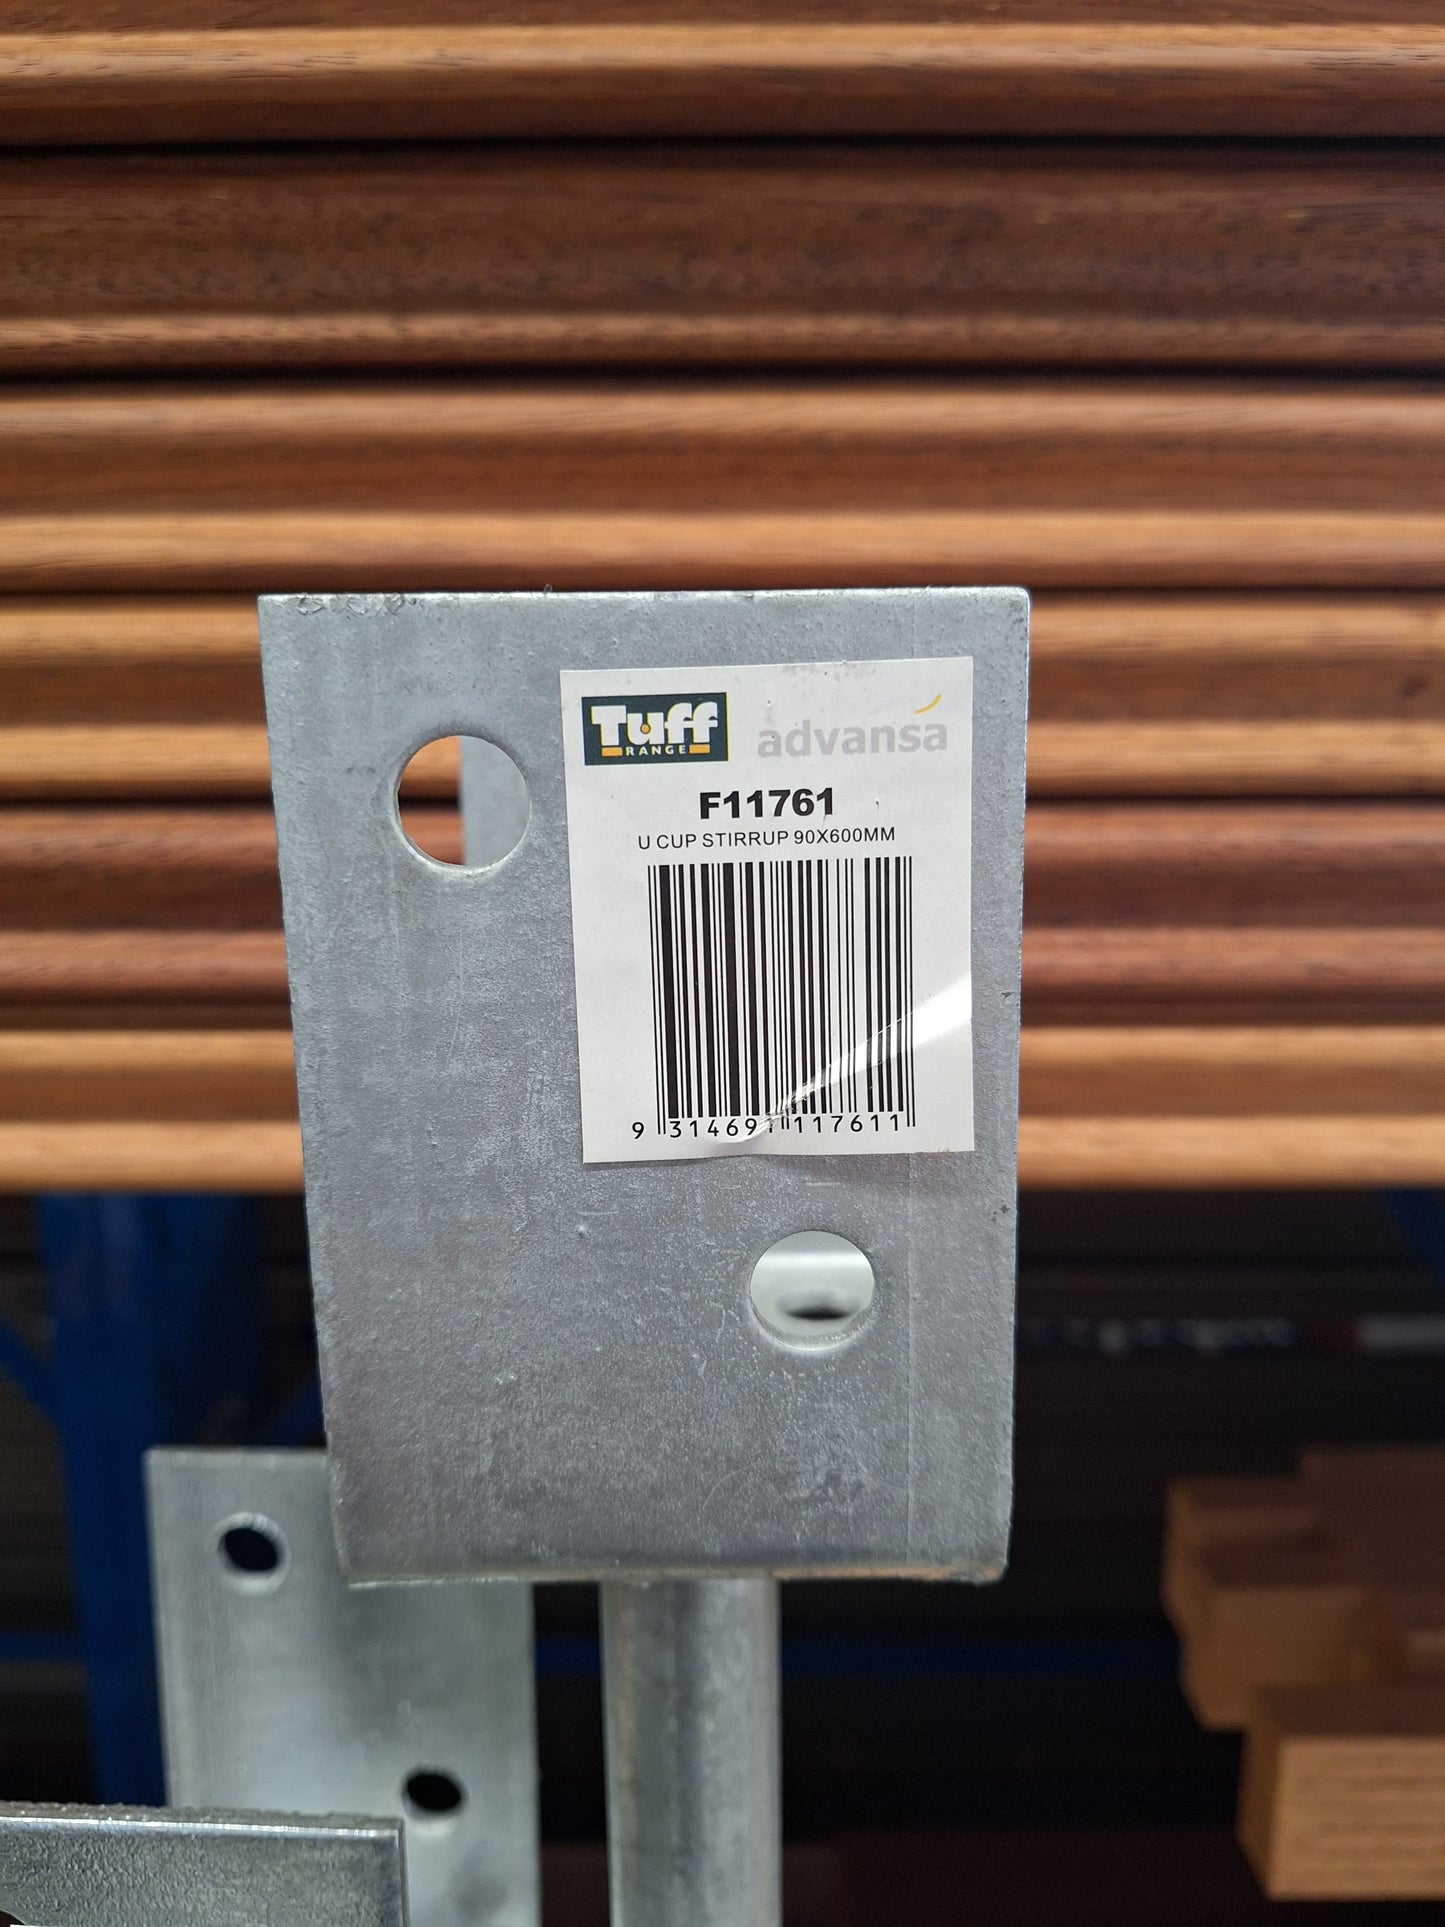 Tuff
RANGE
advansa
F11761
U CUP STIRRUP 90X600MM
9 314691 117611